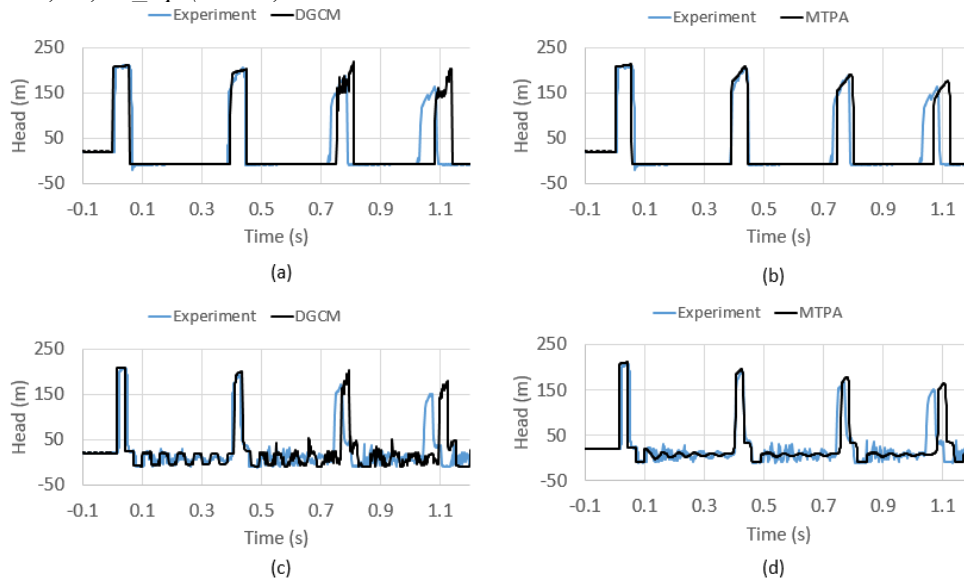 Experiment DGCM
Experiment MTPA
Head (m)
250
150
50
-50
-0.1 0.1 0.3 0.5 0.7 0.9 1.1
Time (s)
(a)
Head (m)
250
150
50
-50
-0.1 0.1 0.3 0.5 0.7 0.9 1.1
Time (s)
(b)
Experiment DGCM
Experiment MTPA
Head (m)
250
150
50
-50
-0.1 0.1 0.3 0.5 0.7 0.9 1.1
Time (s)
(c)
Head (m)
250
150
50
-50
-0.1 0.1 0.3 0.5 0.7 0.9 1.1
Time (s)
(d)